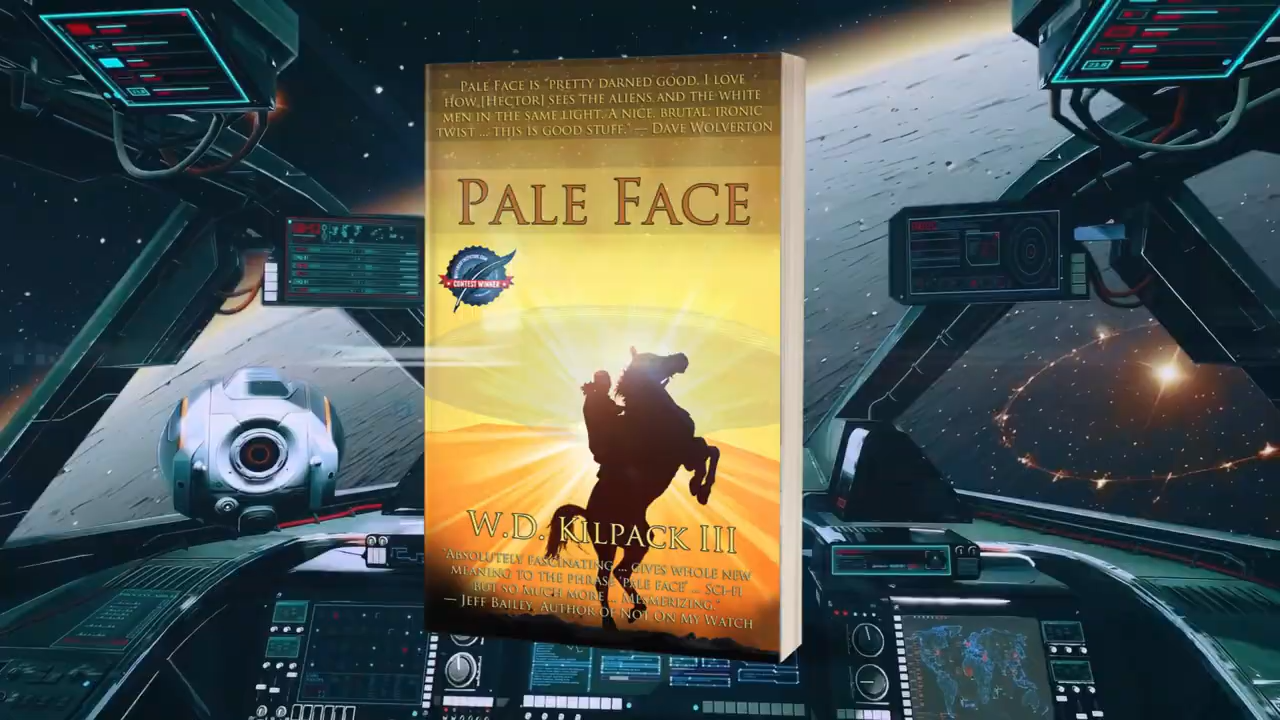 PALE FACE IS "PRETTY DARNED GOOD. I LOVE
HOW [HECTOR] SEES THE ALIENS AND THE WHITE
MEN IN THE SAME LIGHT. A NICE, BRUTAL, IRONIC
TWIST ... THIS IS GOOD STUFF." — DAVE WOLVERTON
PALE FACE
CONTEST WINNER
W.D. KILPACK III
"ABSOLUTELY FASCINATING ... GIVES WHOLE NEW
MEANING TO THE PHRASE 'PALE FACE' ... SCI-FI
BUT SO MUCH MORE ... MESMERIZING."
— JEFF BAILEY, AUTHOR OF NOT ON MY WATCH